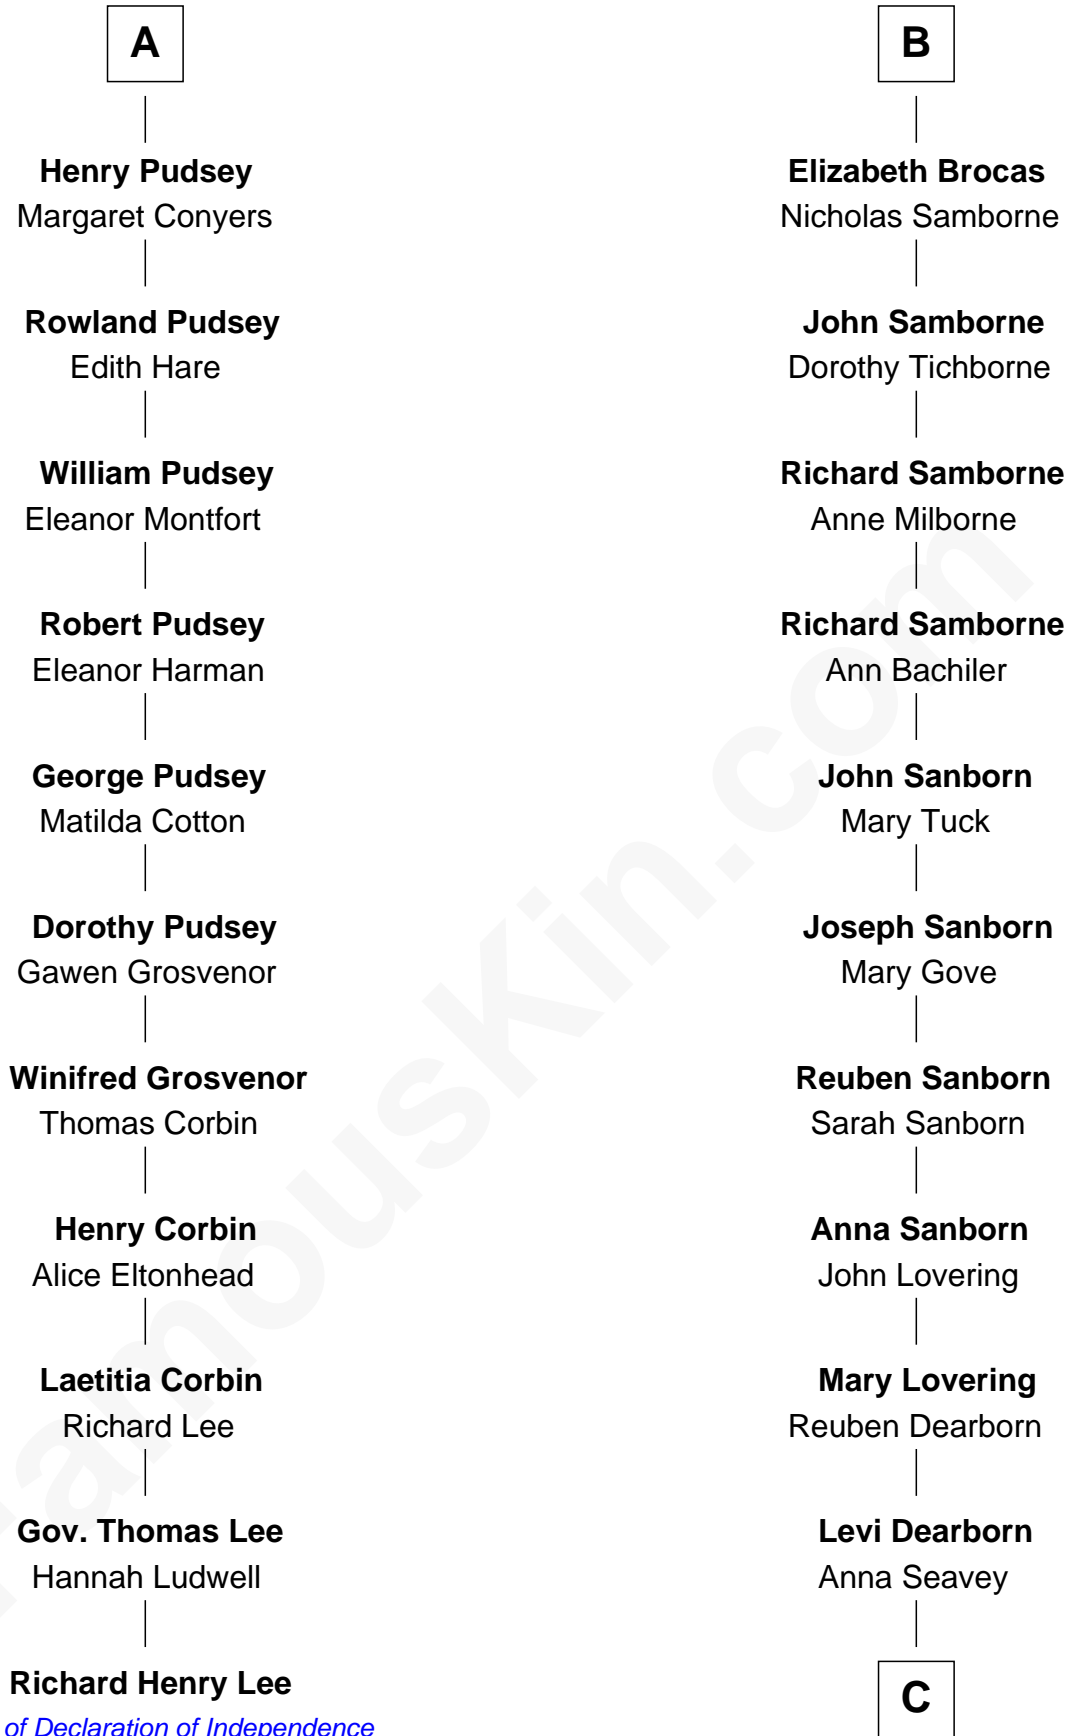 A
Henry Pudsey
Margaret Conyers
Rowland Pudsey
Edith Hare
William Pudsey
Eleanor Montfort
Robert Pudsey
Eleanor Harman
George Pudsey
Matilda Cotton
Dorothy Pudsey
Gawen Grosvenor
Winifred Grosvenor
Thomas Corbin
Henry Corbin
Alice Eltonhead
Laetitia Corbin
Richard Lee
Gov. Thomas Lee
Hannah Ludwell
Richard Henry Lee
of Declaration of Independence
B
Elizabeth Brocas
Nicholas Samborne
John Samborne
Dorothy Tichborne
Richard Samborne
Anne Milborne
Richard Samborne
Ann Bachiler
John Sanborn
Mary Tuck
Joseph Sanborn
Mary Gove
Reuben Sanborn
Sarah Sanborn
Anna Sanborn
John Lovering
Mary Lovering
Reuben Dearborn
Levi Dearborn
Anna Seavey
C
FamousKin.com